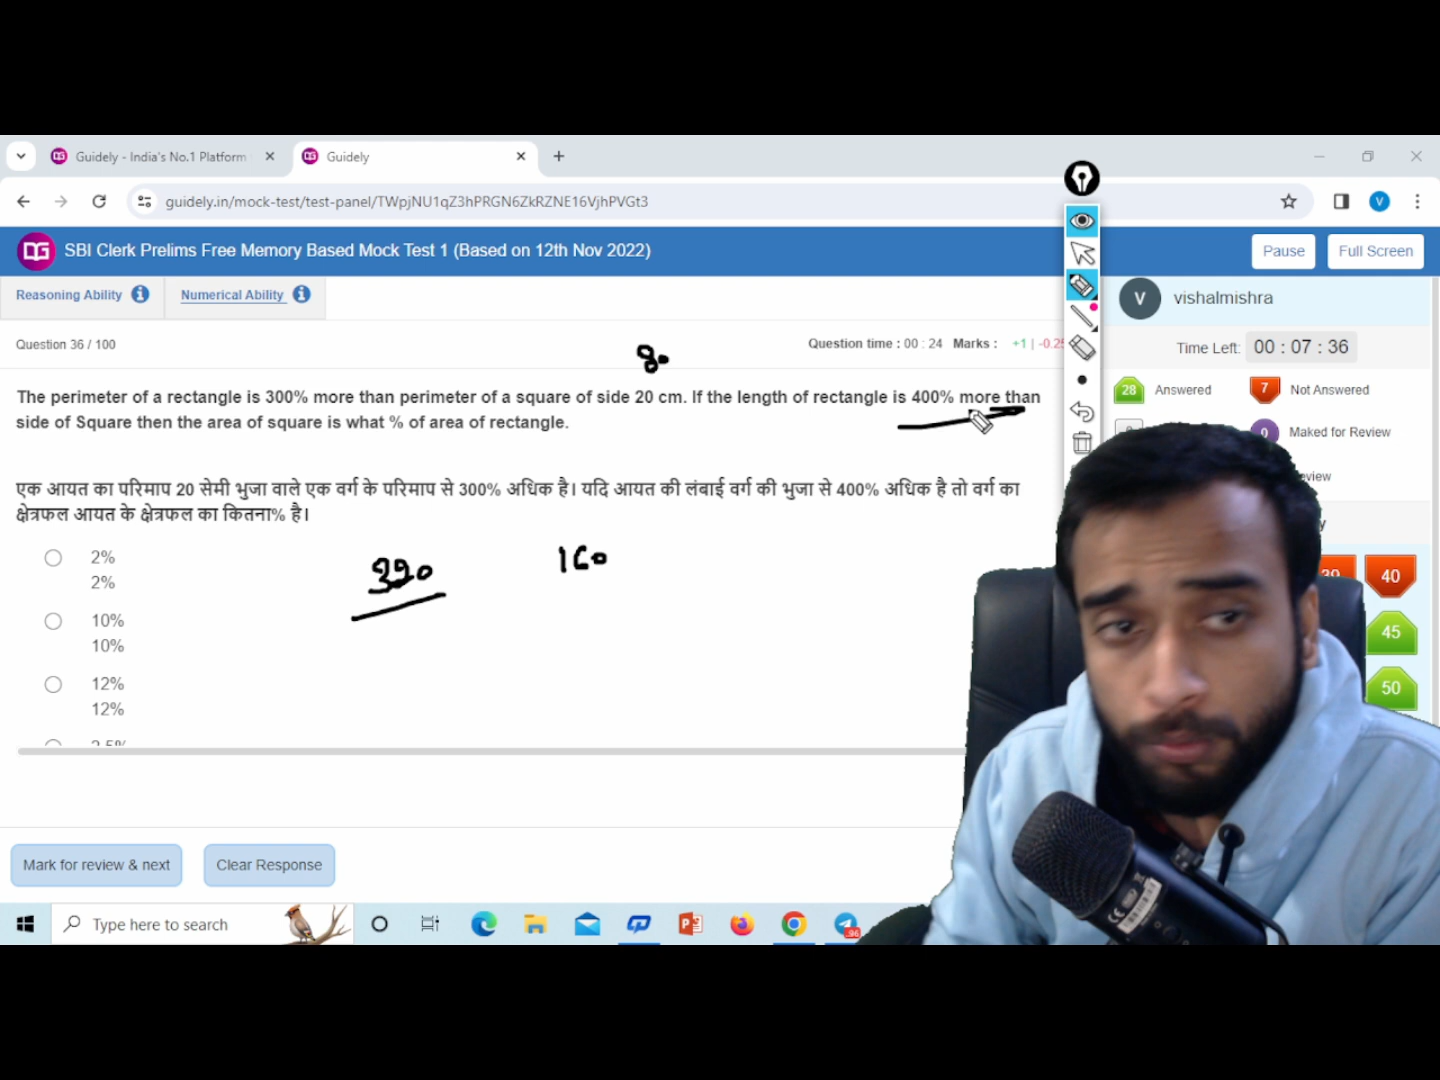 Guidely - India's No.1 Platform
Guidely
guidely.in/mock-test/test-panel/TWpjNU1qZ3hPRGN6ZkRZNE16VjhPVGt3
SBI Clerk Prelims Free Memory Based Mock Test 1 (Based on 12th Nov 2022)
Pause
Full Screen
Reasoning Ability
Numerical Ability
V
vishalmishra
Question 36 / 100
Question time : 00 : 24 Marks : +1 | -0.25
Time Left: 00 : 07 : 36
80
28 Answered
7 Not Answered
The perimeter of a rectangle is 300% more than perimeter of a square of side 20 cm. If the length of rectangle is 400% more than
side of Square then the area of square is what % of area of rectangle.
0 Maked for Review
एक आयत का परिमाप 20 सेमी भुजा वाले एक वर्ग के परिमाप से 300% अधिक है। यदि आयत की लंबाई वर्ग की भुजा से 400% अधिक है तो वर्ग का
क्षेत्रफल आयत के क्षेत्रफल का कितना% है।
2%
2%
320
160
10%
10%
12%
12%
39
40
45
50
Mark for review & next
Clear Response
Type here to search